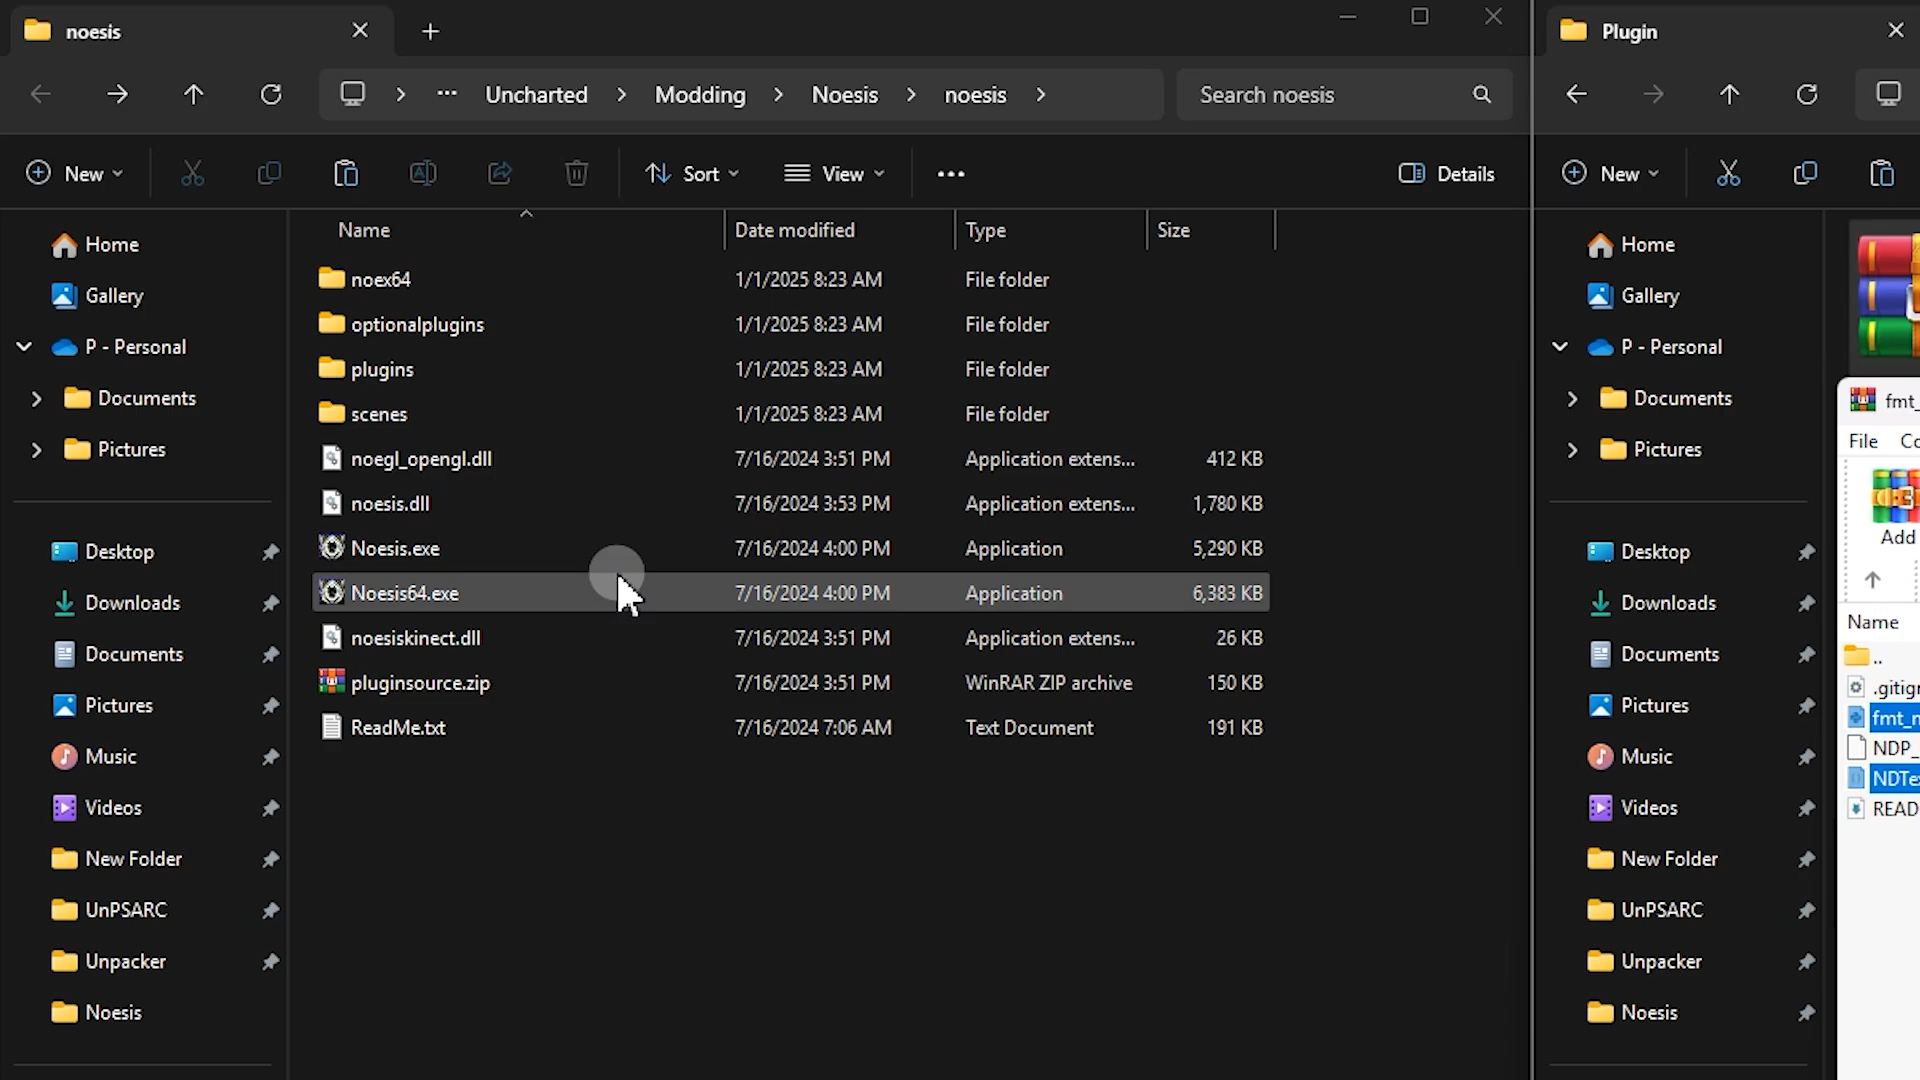 noesis
Uncharted > Modding > Noesis > noesis >
Search noesis
New
Sort
View
Details
Home
Gallery
P - Personal
Documents
Pictures
Desktop
Downloads
Documents
Pictures
Music
Videos
New Folder
UnPSARC
Unpacker
Noesis
Name Date modified Type Size
noex64 1/1/2025 8:23 AM File folder
optionalplugins 1/1/2025 8:23 AM File folder
plugins 1/1/2025 8:23 AM File folder
scenes 1/1/2025 8:23 AM File folder
noegl_opengl.dll 7/16/2024 3:51 PM Application extens... 412 KB
noesis.dll 7/16/2024 3:53 PM Application extens... 1,780 KB
Noesis.exe 7/16/2024 4:00 PM Application 5,290 KB
Noesis64.exe 7/16/2024 4:00 PM Application 6,383 KB
noesiskinect.dll 7/16/2024 3:51 PM Application extens... 26 KB
pluginsource.zip 7/16/2024 3:51 PM WinRAR ZIP archive 150 KB
ReadMe.txt 7/16/2024 7:06 AM Text Document 191 KB
Plugin
New
Home
Gallery
P - Personal
Documents
Pictures
Desktop
Downloads
Documents
Pictures
Music
Videos
New Folder
UnPSARC
Unpacker
Noesis
fmt_
File Co
Add
Name
..
.gitign
fmt_n
NDP_
NDTex
READ